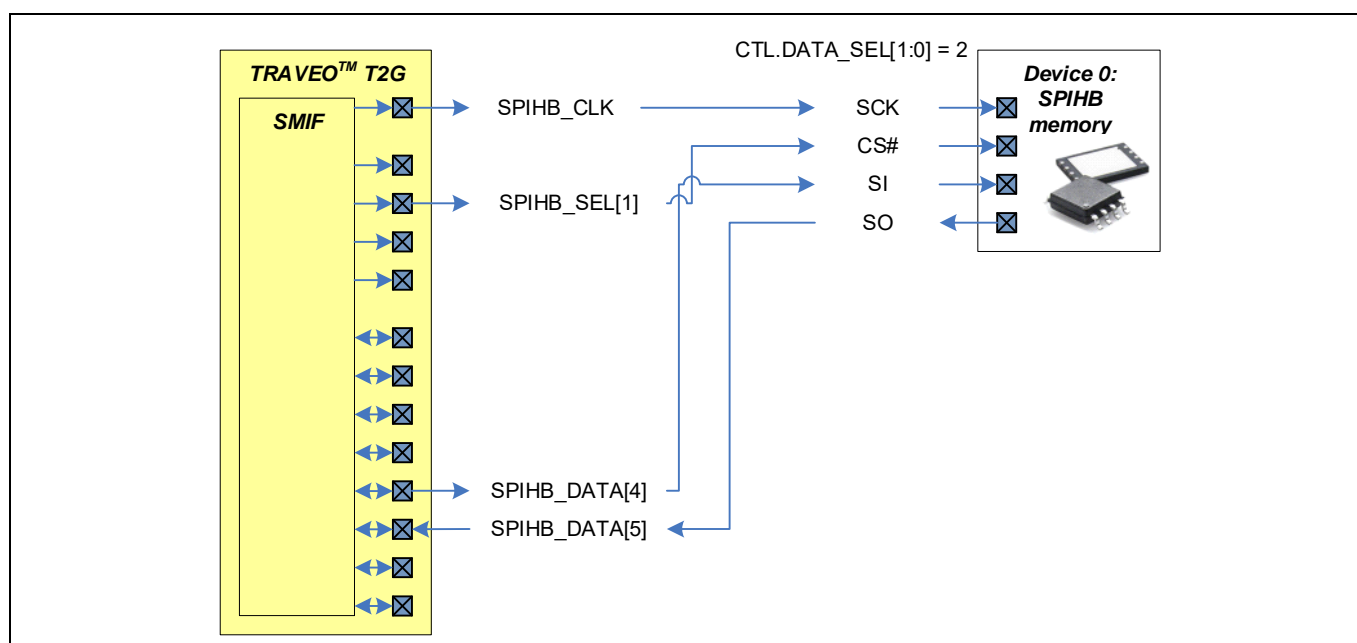 CTL.DATA_SEL[1:0] = 2
TRAVEO™ T2G
SMIF
Device 0:
SPIHB
memory
SPIHB_CLK
SCK
CS#
SPIHB_SEL[1]
SI
SO
SPIHB_DATA[4]
SPIHB_DATA[5]